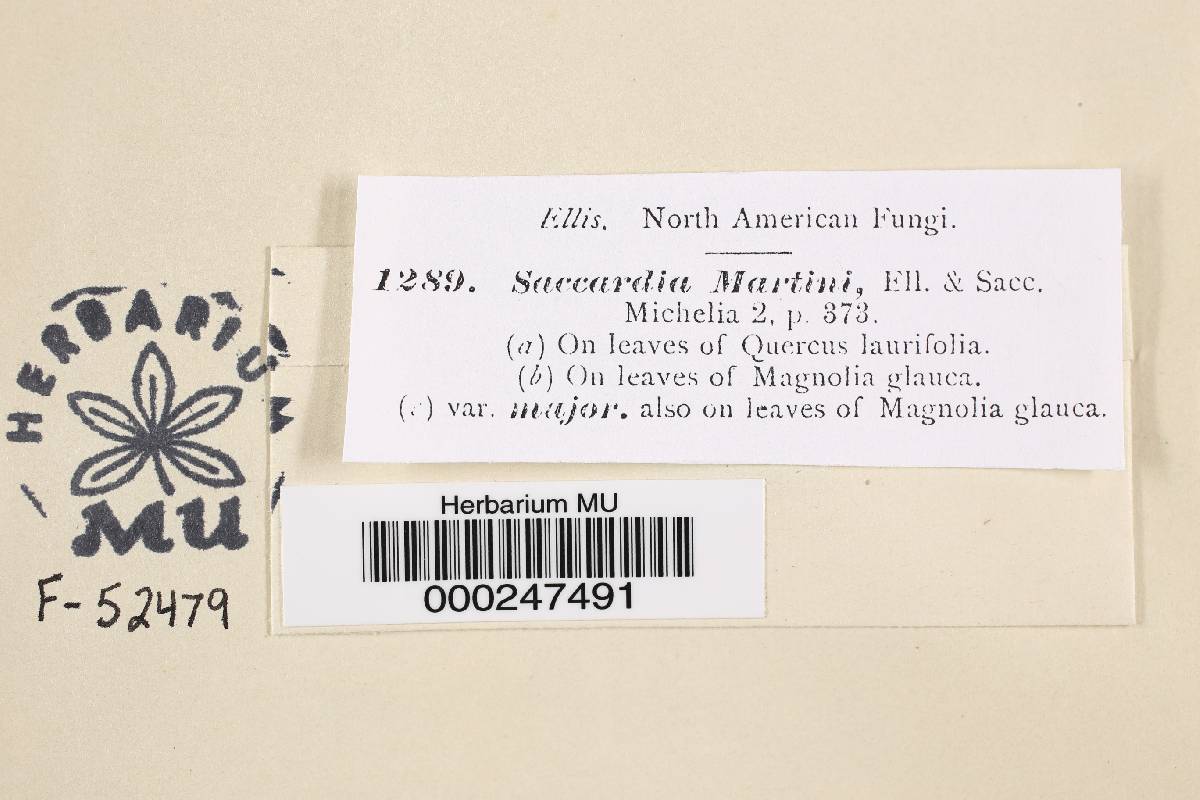 Ellis. North American Fungi.
1289. Saccardia Martini, Ell. & Sacc.
Michelia 2, p. 373.
(a) On leaves of Quercus laurifolia.
(b) On leaves of Magnolia glauca.
(c) var. major. also on leaves of Magnolia glauca.
HERBARIUM
MU
F-52479
Herbarium MU
000247491